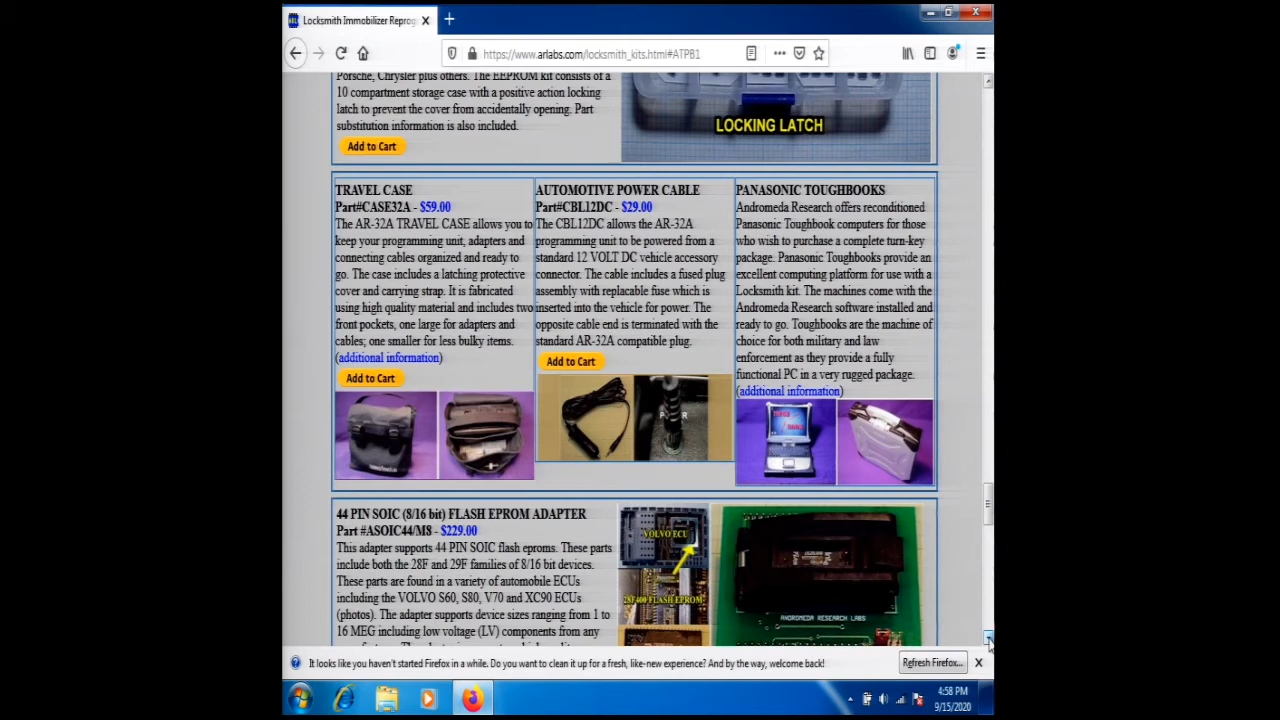 Locksmith Immobilizer Reprog
https://www.arlabs.com/locksmith_kits.html#ATPB1
Porsche, Chrysler plus others. The EEPROM kit consists of a
10 compartment storage case with a positive action locking
latch to prevent the cover from accidentally opening. Part
substitution information is also included.
Add to Cart
LOCKING LATCH
TRAVEL CASE
Part#CASE32A - $59.00
The AR-32A TRAVEL CASE allows you to
keep your programming unit, adapters and
connecting cables organized and ready to
go. The case includes a latching protective
cover and carrying strap. It is fabricated
using high quality material and includes two
front pockets, one large for adapters and
cables; one smaller for less bulky items.
(additional information)
Add to Cart
AUTOMOTIVE POWER CABLE
Part#CBL12DC - $29.00
The CBL12DC allows the AR-32A
programming unit to be powered from a
standard 12 VOLT DC vehicle accessory
connector. The cable includes a fused plug
assembly with replacable fuse which is
inserted into the vehicle for power. The
opposite cable end is terminated with the
standard AR-32A compatible plug.
Add to Cart
PANASONIC TOUGHBOOKS
Andromeda Research offers reconditioned
Panasonic Toughbook computers for those
who wish to purchase a complete turn-key
package. Panasonic Toughbooks provide an
excellent computing platform for use with a
Locksmith kit. The machines come with the
Andromeda Research software installed and
ready to go. Toughbooks are the machine of
choice for both military and law
enforcement as they provide a fully
functional PC in a very rugged package.
(additional information)
44 PIN SOIC (8/16 bit) FLASH EPROM ADAPTER
Part #ASOIC44/M8 - $229.00
This adapter supports 44 PIN SOIC flash eproms. These parts
include both the 28F and 29F families of 8/16 bit devices.
These parts are found in a variety of automobile ECUs
including the VOLVO S60, S80, V70 and XC90 ECUs
(photos). The adapter supports device sizes ranging from 1 to
16 MEG including low voltage (LV) components from any
VOLVO ECU
28F400 FLASH EPROM
ANDROMEDA RESEARCH LABS
It looks like you haven't started Firefox in a while. Do you want to clean it up for a fresh, like-new experience? And by the way, welcome back!
Refresh Firefox...
4:58 PM
9/15/2020